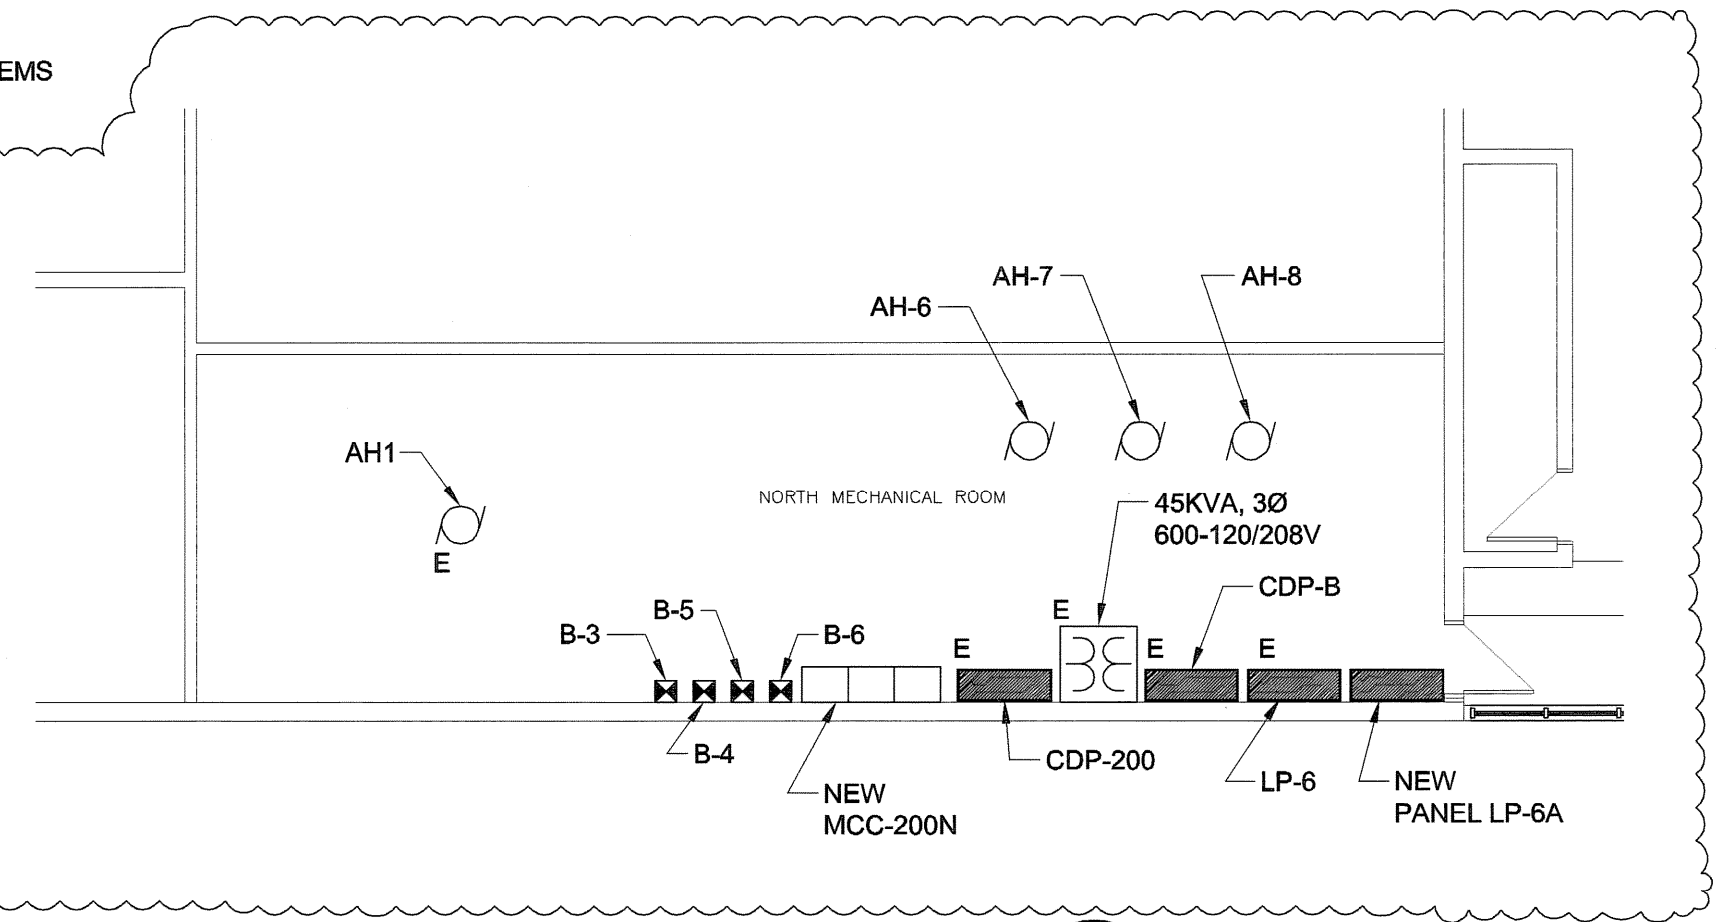 EMS
AH-7
AH-8
AH-6
AH1
E
NORTH MECHANICAL ROOM
45KVA, 3Ø
600-120/208V
CDP-B
E
B-5
B-3
B-6
E
E
E
B-4
CDP-200
LP-6
NEW
PANEL LP-6A
NEW
MCC-200N